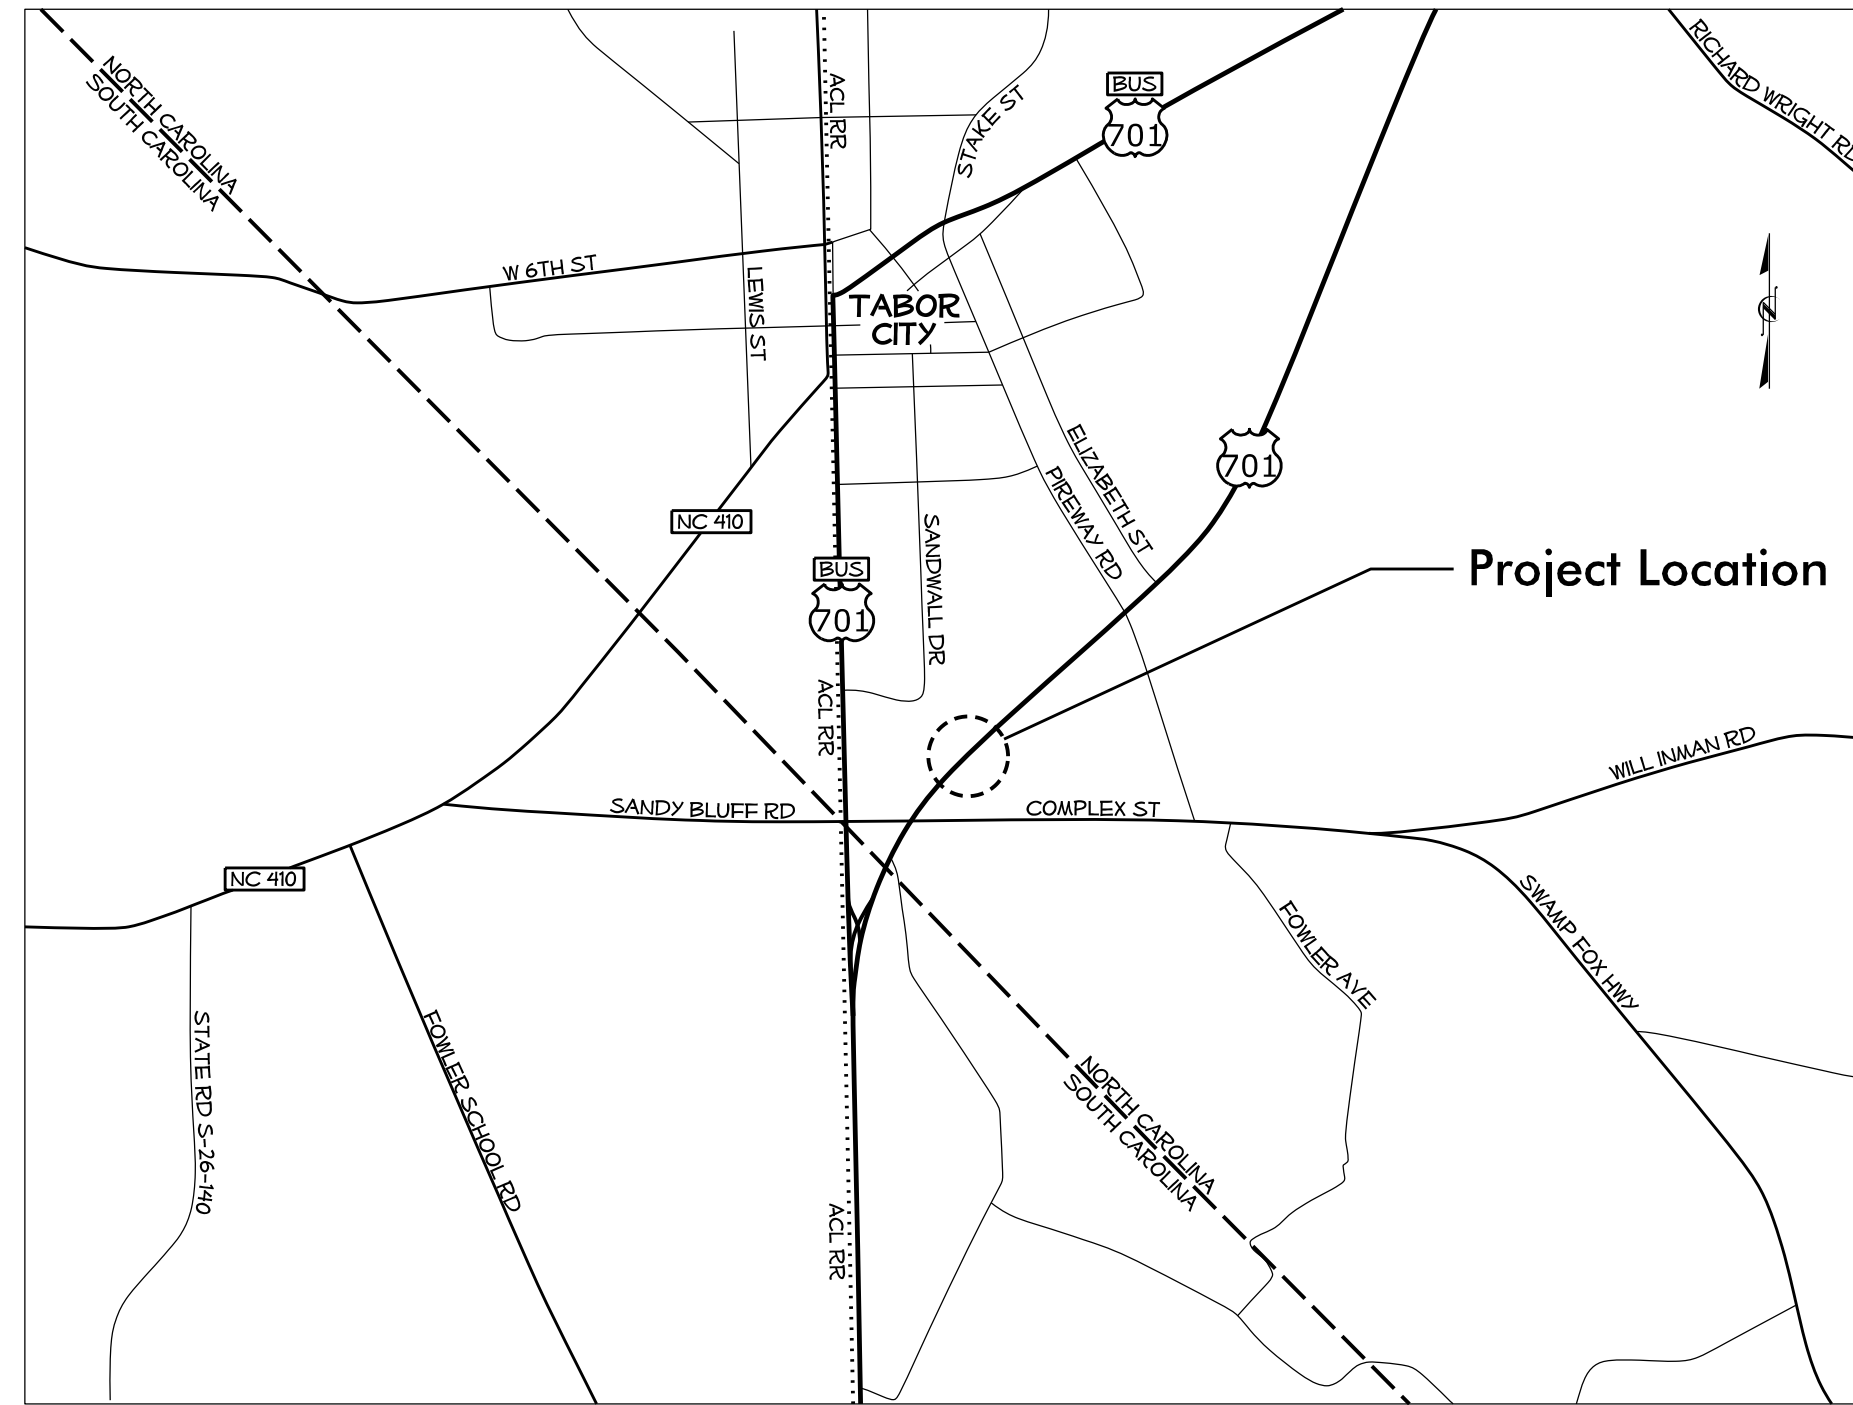 RICHARD WRIGHT RD
NORTH CAROLINA
SOUTH CAROLINA
ACL RR
BUS
701
STAKE ST
W 6TH ST
LEWIS ST
TABOR
CITY
N
701
ELIZABETH ST
PIREWAY RD
NC 410
SANDWALL DR
BUS
701
Project Location
ACL RR
WILL INMAN RD
SANDY BLUFF RD
COMPLEX ST
NC 410
SWAMP FOX HWY
FOWLER AVE
STATE RD S-26-140
FOWLER SCHOOL RD
NORTH CAROLINA
SOUTH CAROLINA
ACL RR